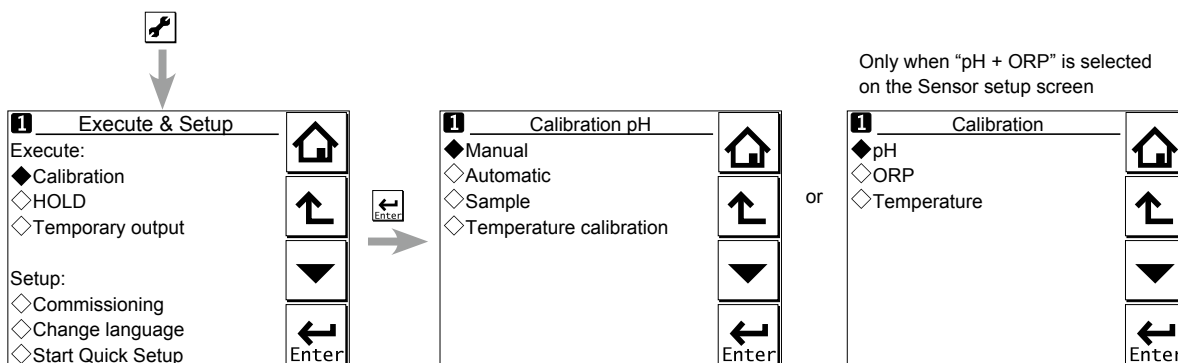 Only when “pH + ORP” is selected
on the Sensor setup screen
1 Execute & Setup
Execute:
◆Calibration
◇HOLD
◇Temporary output
Setup:
◇Commissioning
◇Change language
◇Start Quick Setup
Enter
Enter
1 Calibration pH
◆Manual
◇Automatic
◇Sample
◇Temperature calibration
Enter
or
1 Calibration
◆pH
◇ORP
◇Temperature
Enter